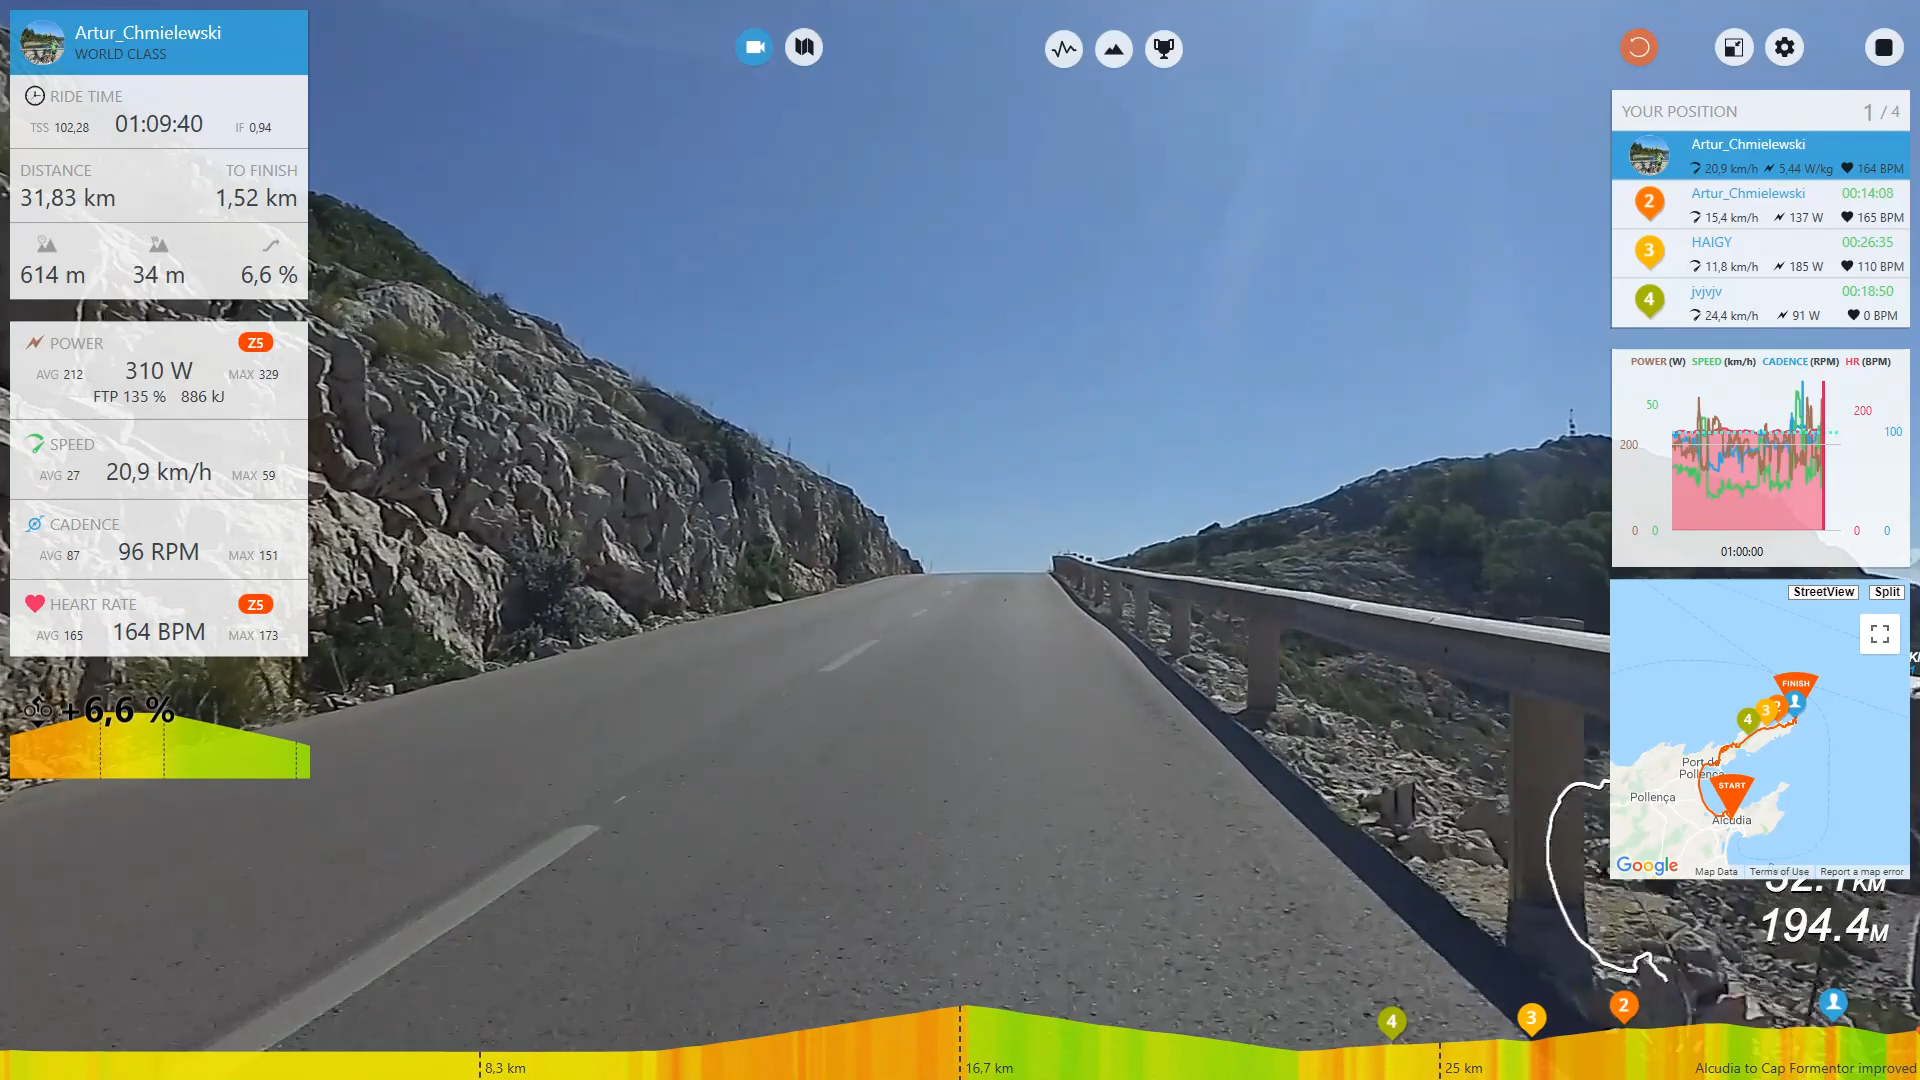 Artur_Chmielewski
WORLD CLASS
RIDE TIME
TSS 102,28 01:09:40 IF 0,94
DISTANCE TO FINISH
31,83 km 1,52 km
614 m 34 m 6,6 %
POWER Z5
AVG 212 310 W MAX 329
FTP 135 % 886 kJ
SPEED
AVG 27 20,9 km/h MAX 59
CADENCE
AVG 87 96 RPM MAX 151
HEART RATE Z5
AVG 165 164 BPM MAX 173
+6,6 %
YOUR POSITION 1 / 4
Artur_Chmielewski
20,9 km/h 5,44 W/kg 164 BPM
2 Artur_Chmielewski 00:14:08
15,4 km/h 137 W 165 BPM
3 HAIGY 00:26:35
11,8 km/h 185 W 110 BPM
4 jvjvjv 00:18:50
24,4 km/h 91 W 0 BPM
POWER (W) SPEED (km/h) CADENCE (RPM) HR (BPM)
50 200
200 100
0 0 0 0
01:00:00
StreetView Split
FINISH
4 3 2
Port de
Pollença
START
Pollença
Alcudia
Google Map Data Terms of Use Report a map error
32.1KM
194.4M
4 3 2
8,3 km 16,7 km 25 km Alcudia to Cap Formentor improved